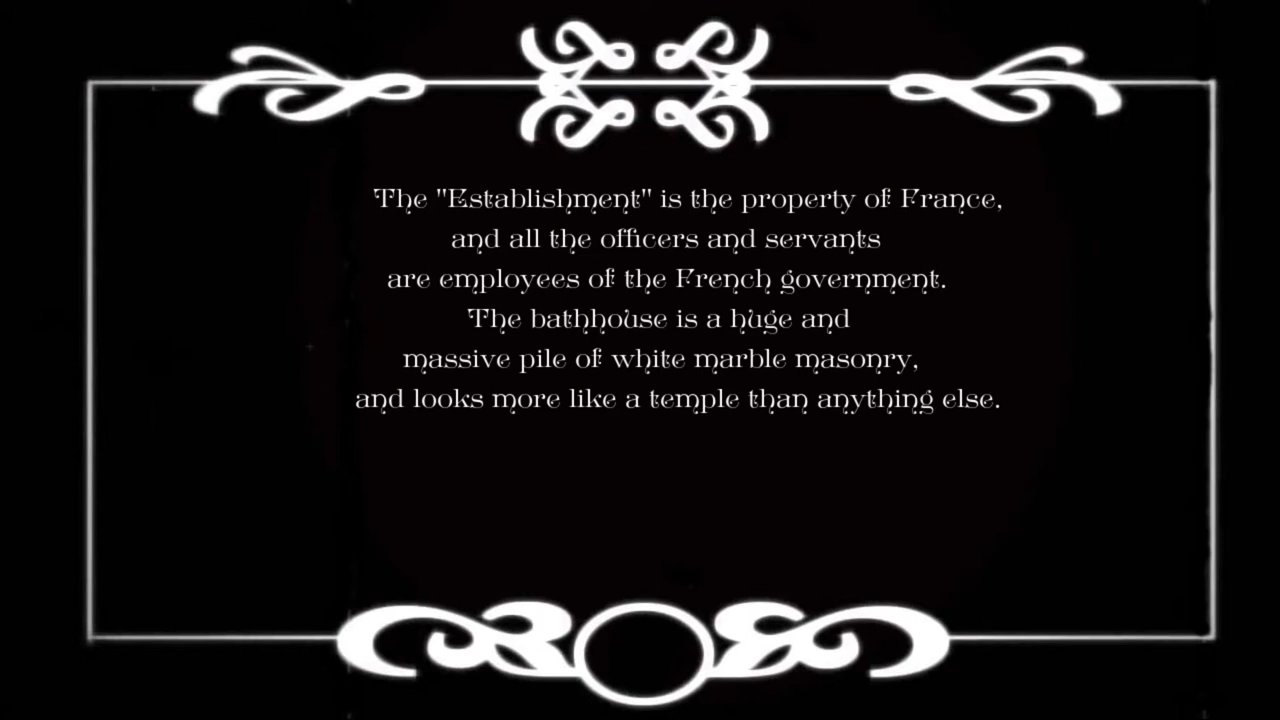 The "Establishment" is the property of France,
and all the officers and servants
are employees of the French government.
The bathhouse is a huge and
massive pile of white marble masonry,
and looks more like a temple than anything else.